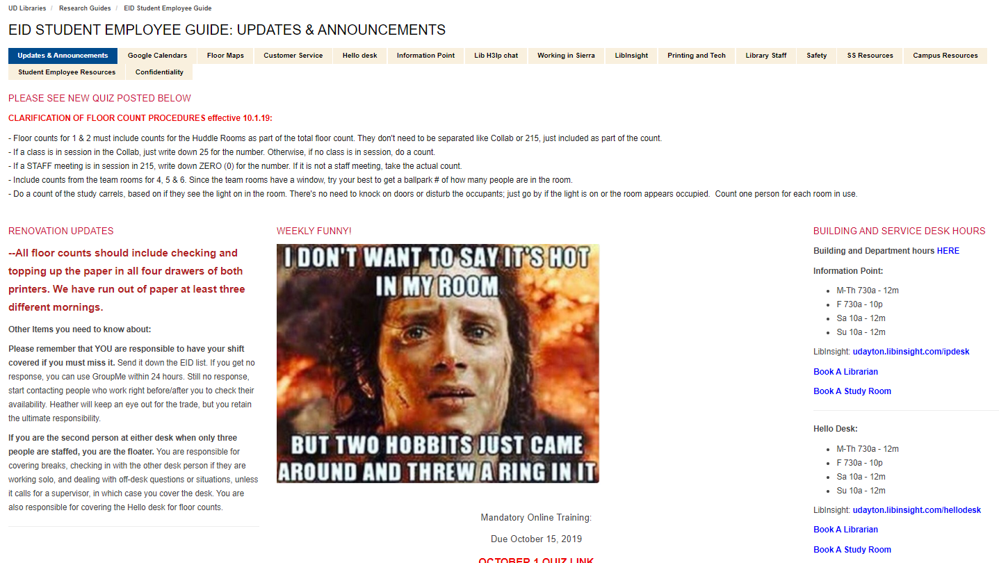 UD Libraries / Research Guides / EID Student Employee Guide
EID STUDENT EMPLOYEE GUIDE: UPDATES & ANNOUNCEMENTS
Updates & Announcements Google Calendars Floor Maps Customer Service Hello desk Information Point Lib H3lp chat Working in Sierra LibInsight Printing and Tech Library Staff Safety SS Resources Campus Resources
Student Employee Resources Confidentiality
PLEASE SEE NEW QUIZ POSTED BELOW
CLARIFICATION OF FLOOR COUNT PROCEDURES effective 10.1.19:
- Floor counts for 1 & 2 must include counts for the Huddle Rooms as part of the total floor count. They don't need to be separated like Collab or 215, just included as part of the count.
- If a class is in session in the Collab, just write down 25 for the number. Otherwise, if no class is in session, do a count.
- If a STAFF meeting is in session in 215, write down ZERO (0) for the number. If it is not a staff meeting, take the actual count.
- Include counts from the team rooms for 4, 5 & 6. Since the team rooms have a window, try your best to get a ballpark # of how many people are in the room.
- Do a count of the study carrels, based on if they see the light on in the room. There's no need to knock on doors or disturb the occupants; just go by if the light is on or the room appears occupied. Count one person for each room in use.
RENOVATION UPDATES
--All floor counts should include checking and
topping up the paper in all four drawers of both
printers. We have run out of paper at least three
different mornings.
Other Items you need to know about:
Please remember that YOU are responsible to have your shift
covered if you must miss it. Send it down the EID list. If you get no
response, you can use GroupMe within 24 hours. Still no response,
start contacting people who work right before/after you to check their
availability. Heather will keep an eye out for the trade, but you retain
the ultimate responsibility.
If you are the second person at either desk when only three
people are staffed, you are the floater. You are responsible for
covering breaks, checking in with the other desk person if they are
working solo, and dealing with off-desk questions or situations, unless
it calls for a supervisor, in which case you cover the desk. You are
also responsible for covering the Hello desk for floor counts.
WEEKLY FUNNY!
I DON'T WANT TO SAY IT'S HOT
IN MY ROOM
BUT TWO HOBBITS JUST CAME
AROUND AND THREW A RING IN IT
Mandatory Online Training:
Due October 15, 2019
OCTOBER 1 QUIZ LINK
BUILDING AND SERVICE DESK HOURS
Building and Department hours HERE
Information Point:
• M-Th 730a - 12m
• F 730a - 10p
• Sa 10a - 12m
• Su 10a - 12m
LibInsight: udayton.libinsight.com/ipdesk
Book A Librarian
Book A Study Room
Hello Desk:
• M-Th 730a - 12m
• F 730a - 10p
• Sa 10a - 12m
• Su 10a - 12m
LibInsight: udayton.libinsight.com/hellodesk
Book A Librarian
Book A Study Room